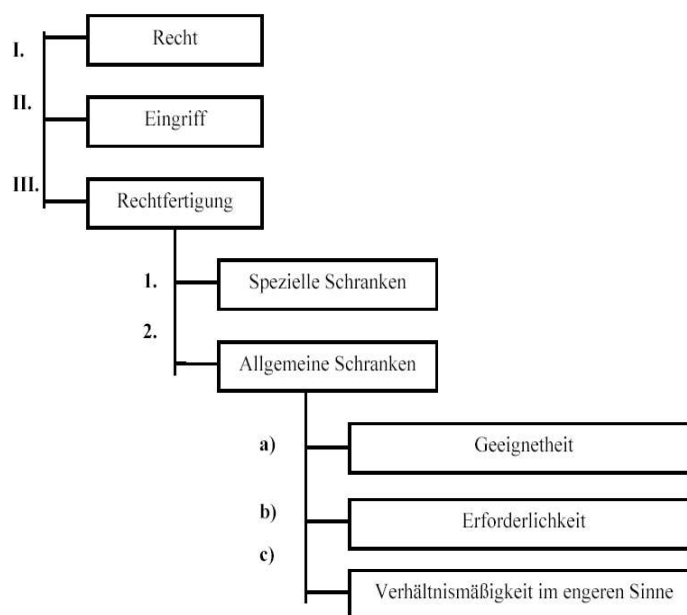 I. Recht
II. Eingriff
III. Rechtfertigung
1. Spezielle Schranken
2. Allgemeine Schranken
a) Geeignetheit
b) Erforderlichkeit
c) Verhältnismäßigkeit im engeren Sinne